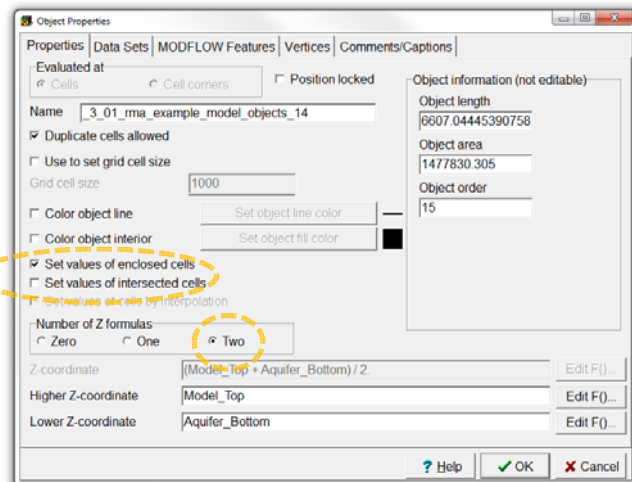 Object Properties
Properties Data Sets MODFLOW Features Vertices Comments/Captions
Evaluated at
Cells Cell corners
Position locked
Name _3_01_rma_example_model_objects_14
Duplicate cells allowed
Use to set grid cell size
Grid cell size 1000
Color object line Set object line color
Color object interior Set object fill color
Set values of enclosed cells
Set values of intersected cells
Set values of cells by interpolation
Number of Z formulas
Zero One Two
Z-coordinate (Model_Top + Aquifer_Bottom) / 2. Edit F()...
Higher Z-coordinate Model_Top Edit F()...
Lower Z-coordinate Aquifer_Bottom Edit F()...
Object information (not editable)
Object length
6607.04445390758
Object area
1477830.305
Object order
15
? Help OK Cancel